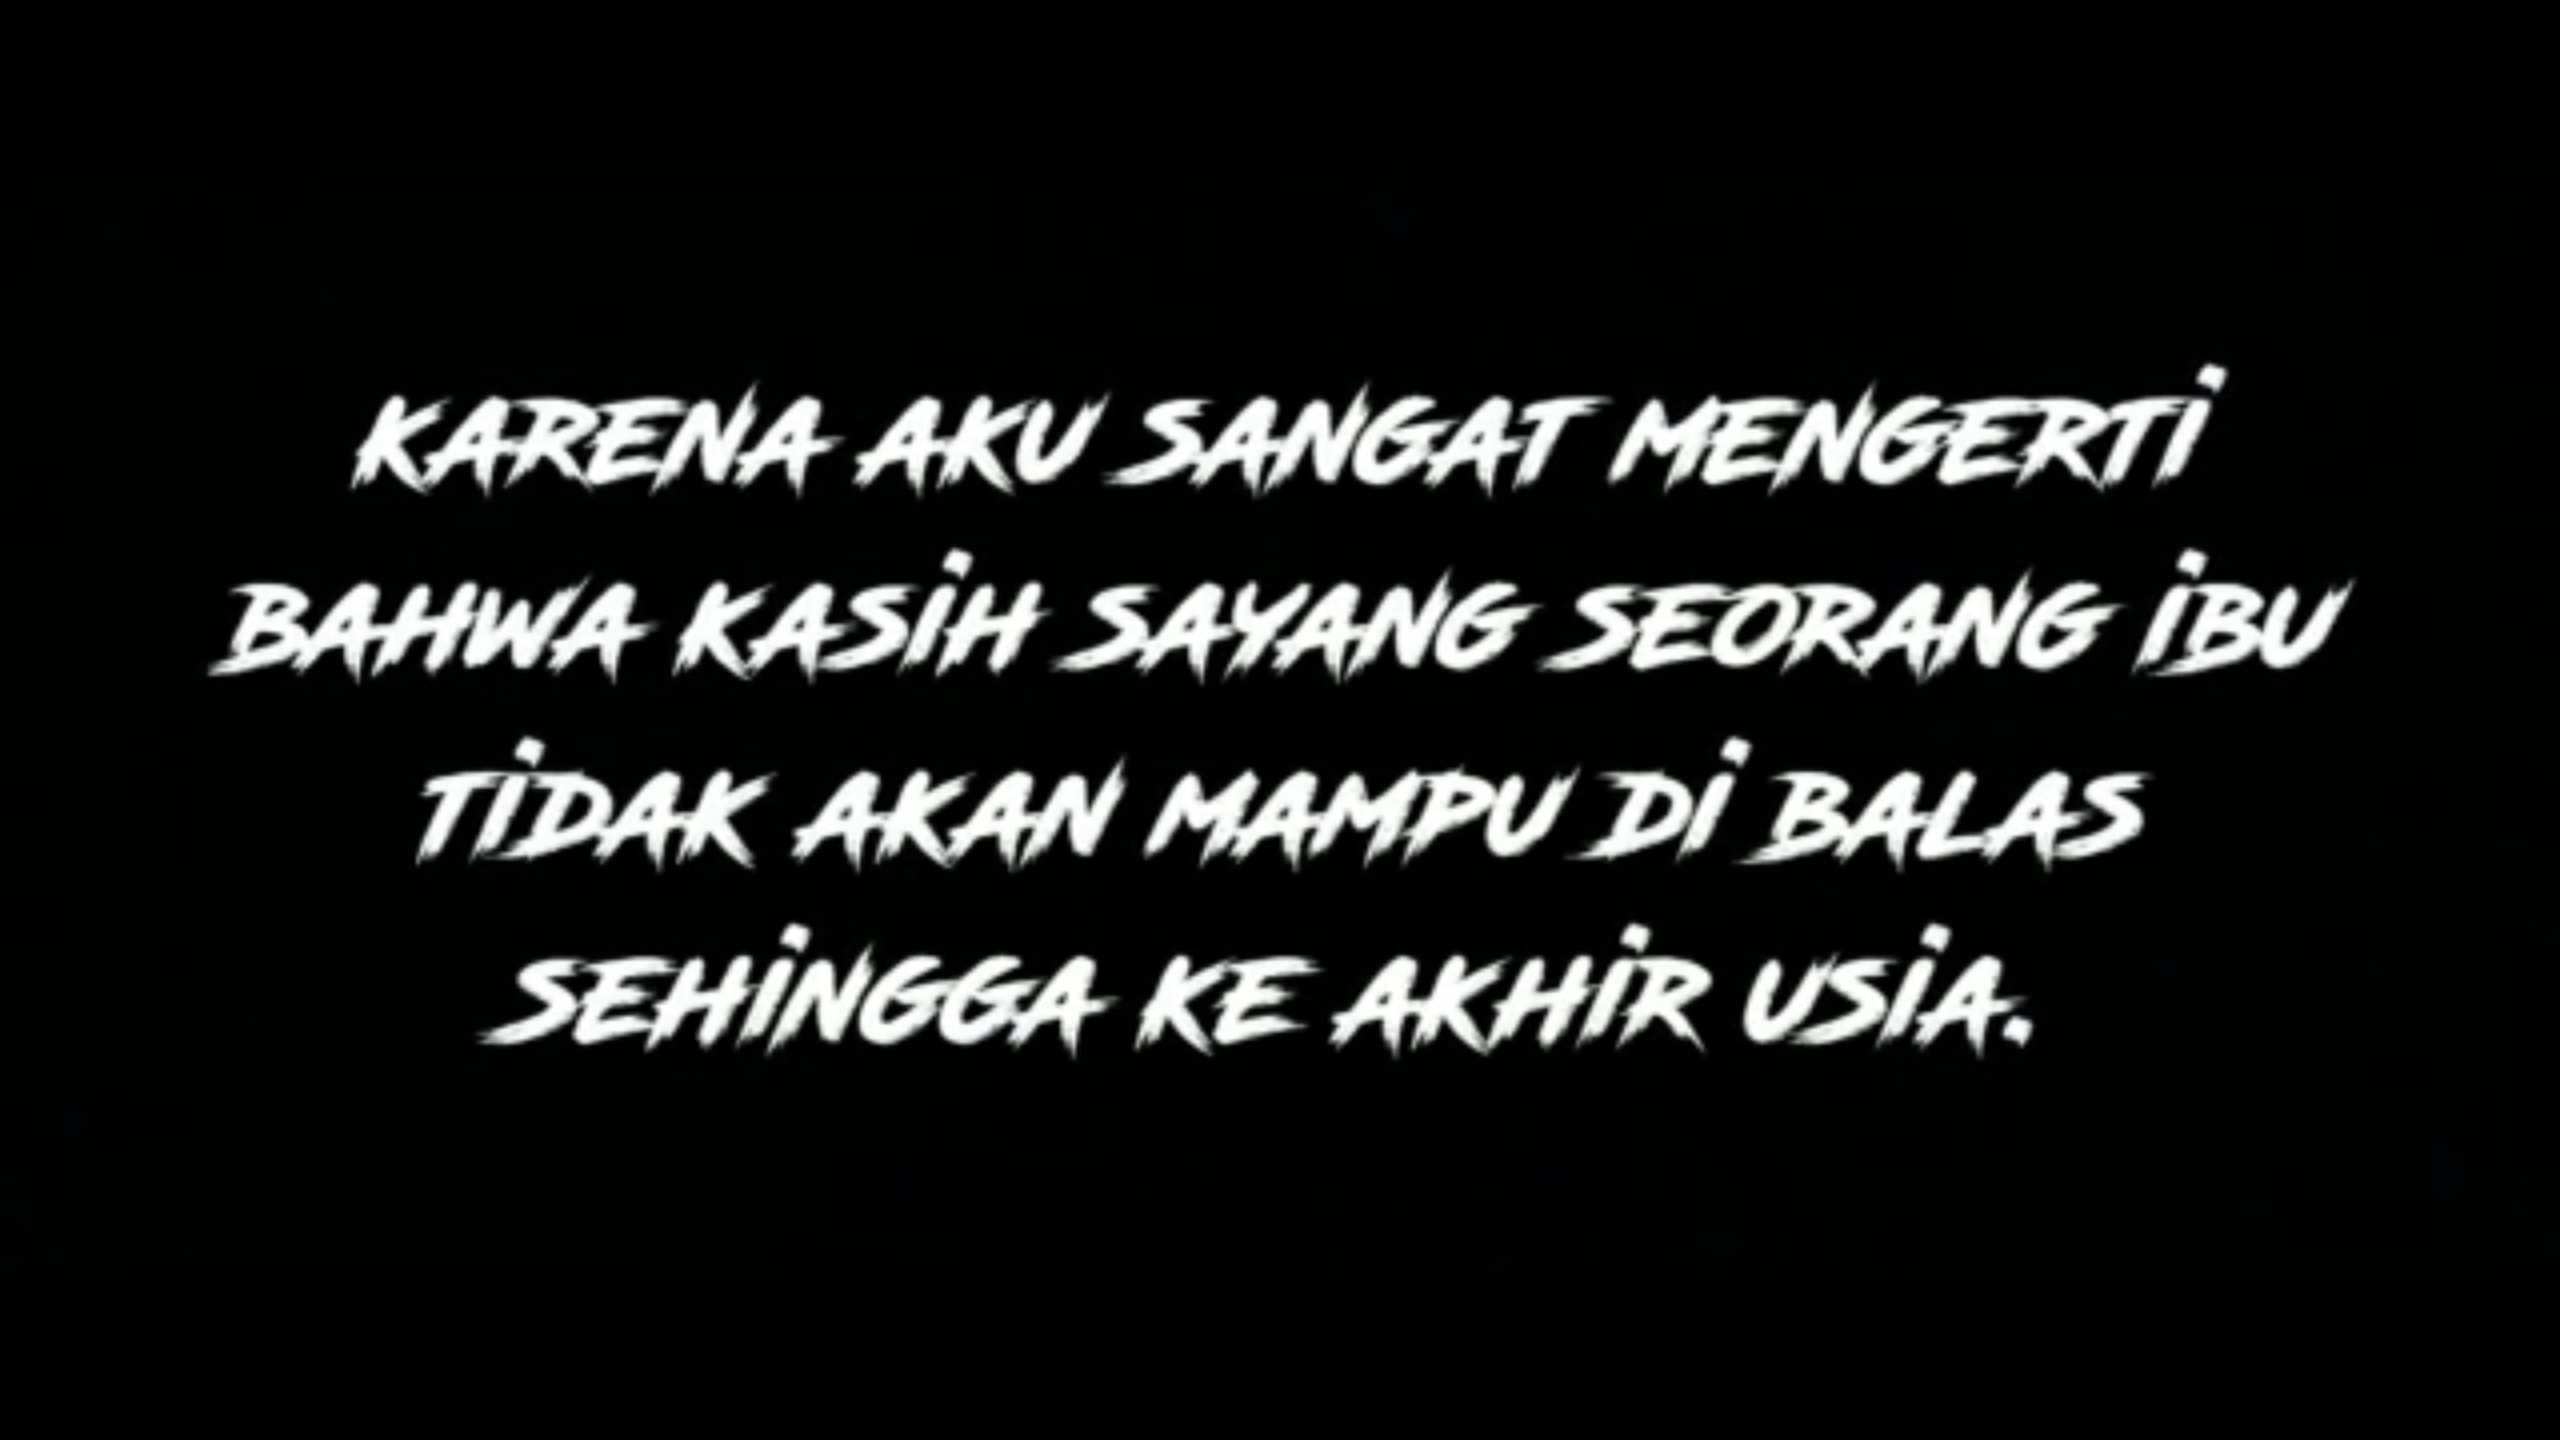 KARENA AKU SANGAT MENGERTI
BAHWA KASIH SAYANG SEORANG IBU
TIDAK AKAN MAMPU DI BALAS
SEHINGGA KE AKHIR USIA.